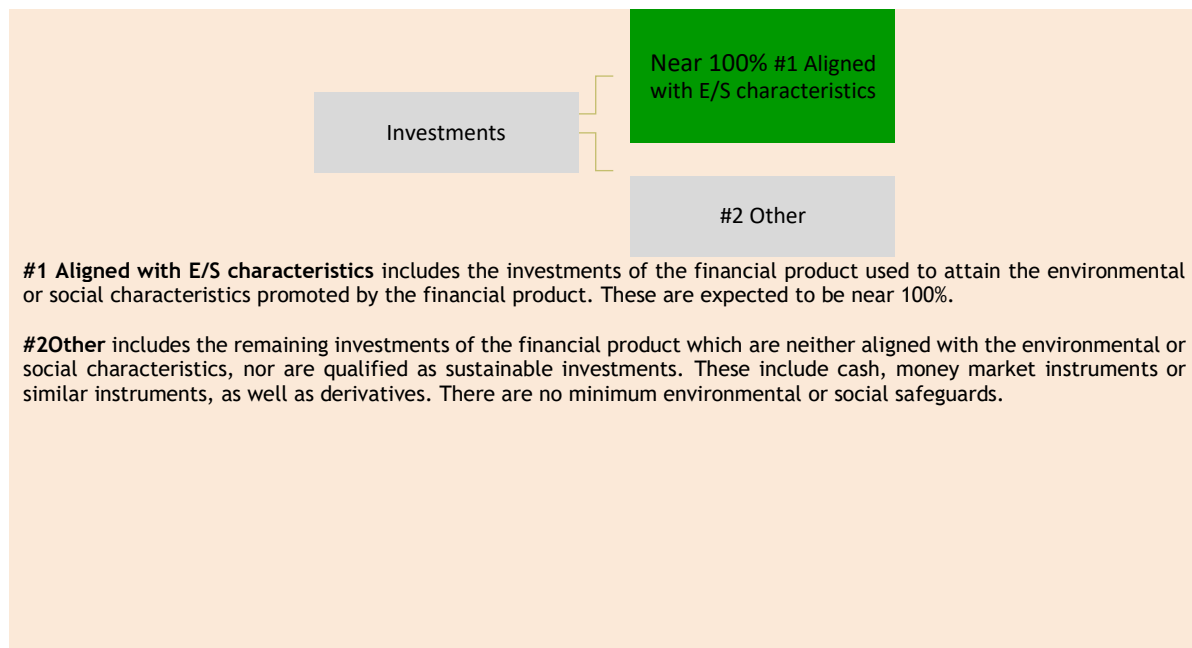 Near 100% #1 Aligned
with E/S characteristics
Investments
#2 Other
#1 Aligned with E/S characteristics includes the investments of the financial product used to attain the environmental
or social characteristics promoted by the financial product. These are expected to be near 100%.
#2Other includes the remaining investments of the financial product which are neither aligned with the environmental or
social characteristics, nor are qualified as sustainable investments. These include cash, money market instruments or
similar instruments, as well as derivatives. There are no minimum environmental or social safeguards.